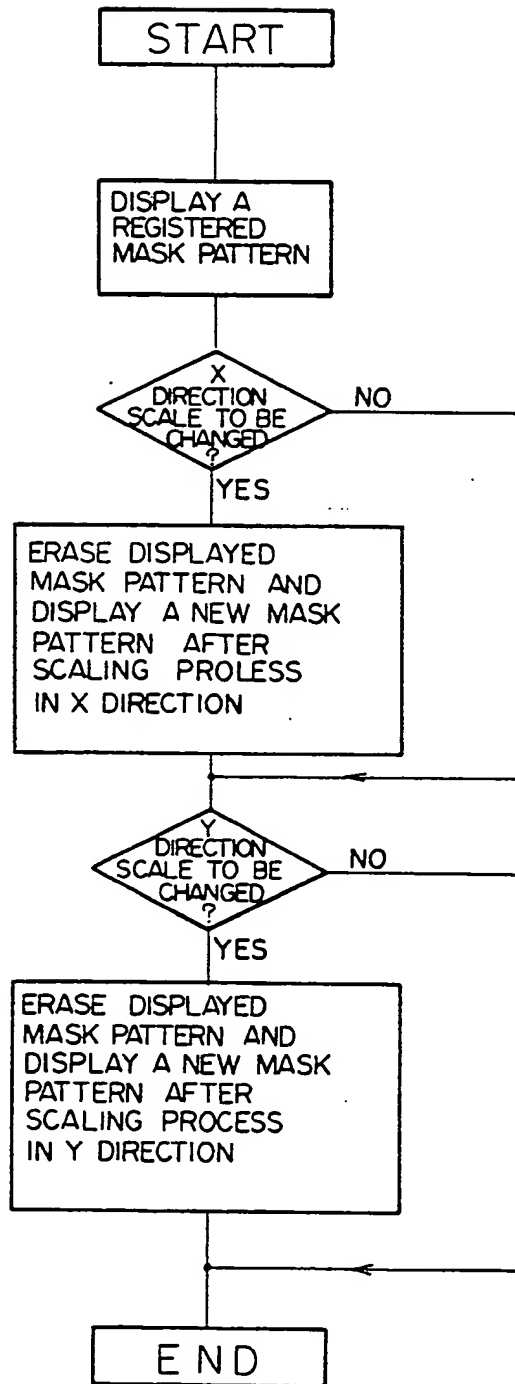 START
DISPLAY A
REGISTERED
MASK PATTERN
X
DIRECTION
SCALE TO BE
CHANGED
?
NO
YES
ERASE DISPLAYED
MASK PATTERN AND
DISPLAY A NEW MASK
PATTERN AFTER
SCALING PROLESS
IN X DIRECTION
Y
DIRECTION
SCALE TO BE
CHANGED
?
NO
YES
ERASE DISPLAYED
MASK PATTERN AND
DISPLAY A NEW MASK
PATTERN AFTER
SCALING PROCESS
IN Y DIRECTION
END